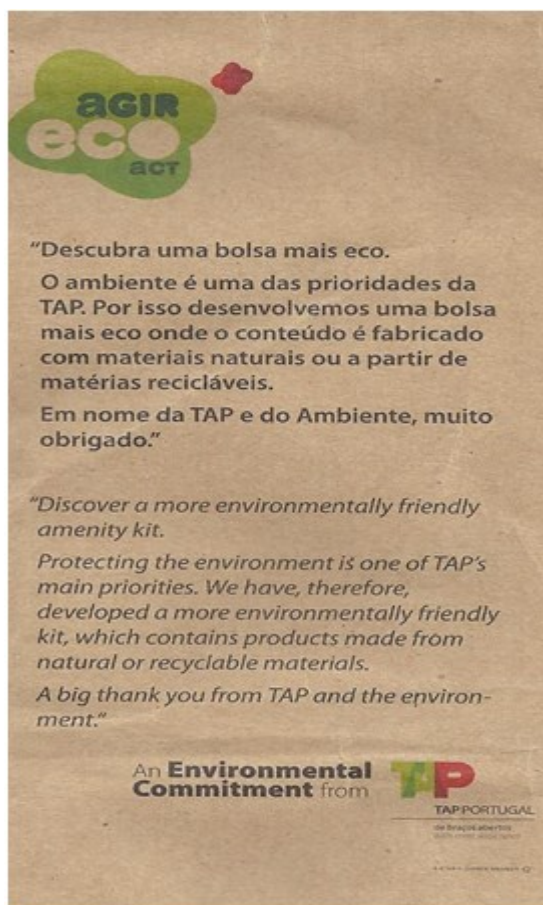 AGIR
eco
ACT
“Descubra uma bolsa mais eco.
O ambiente é uma das prioridades da
TAP. Por isso desenvolvemos uma bolsa
mais eco onde o conteúdo é fabricado
com materiais naturais ou a partir de
matérias recicláveis.
Em nome da TAP e do Ambiente, muito
obrigado.”
“Discover a more environmentally friendly
amenity kit.
Protecting the environment is one of TAP’s
main priorities. We have, therefore,
developed a more environmentally friendly
kit, which contains products made from
natural or recyclable materials.
A big thank you from TAP and the environ-
ment.”
An Environmental
Commitment from
TAP
TAP PORTUGAL
de braços abertos